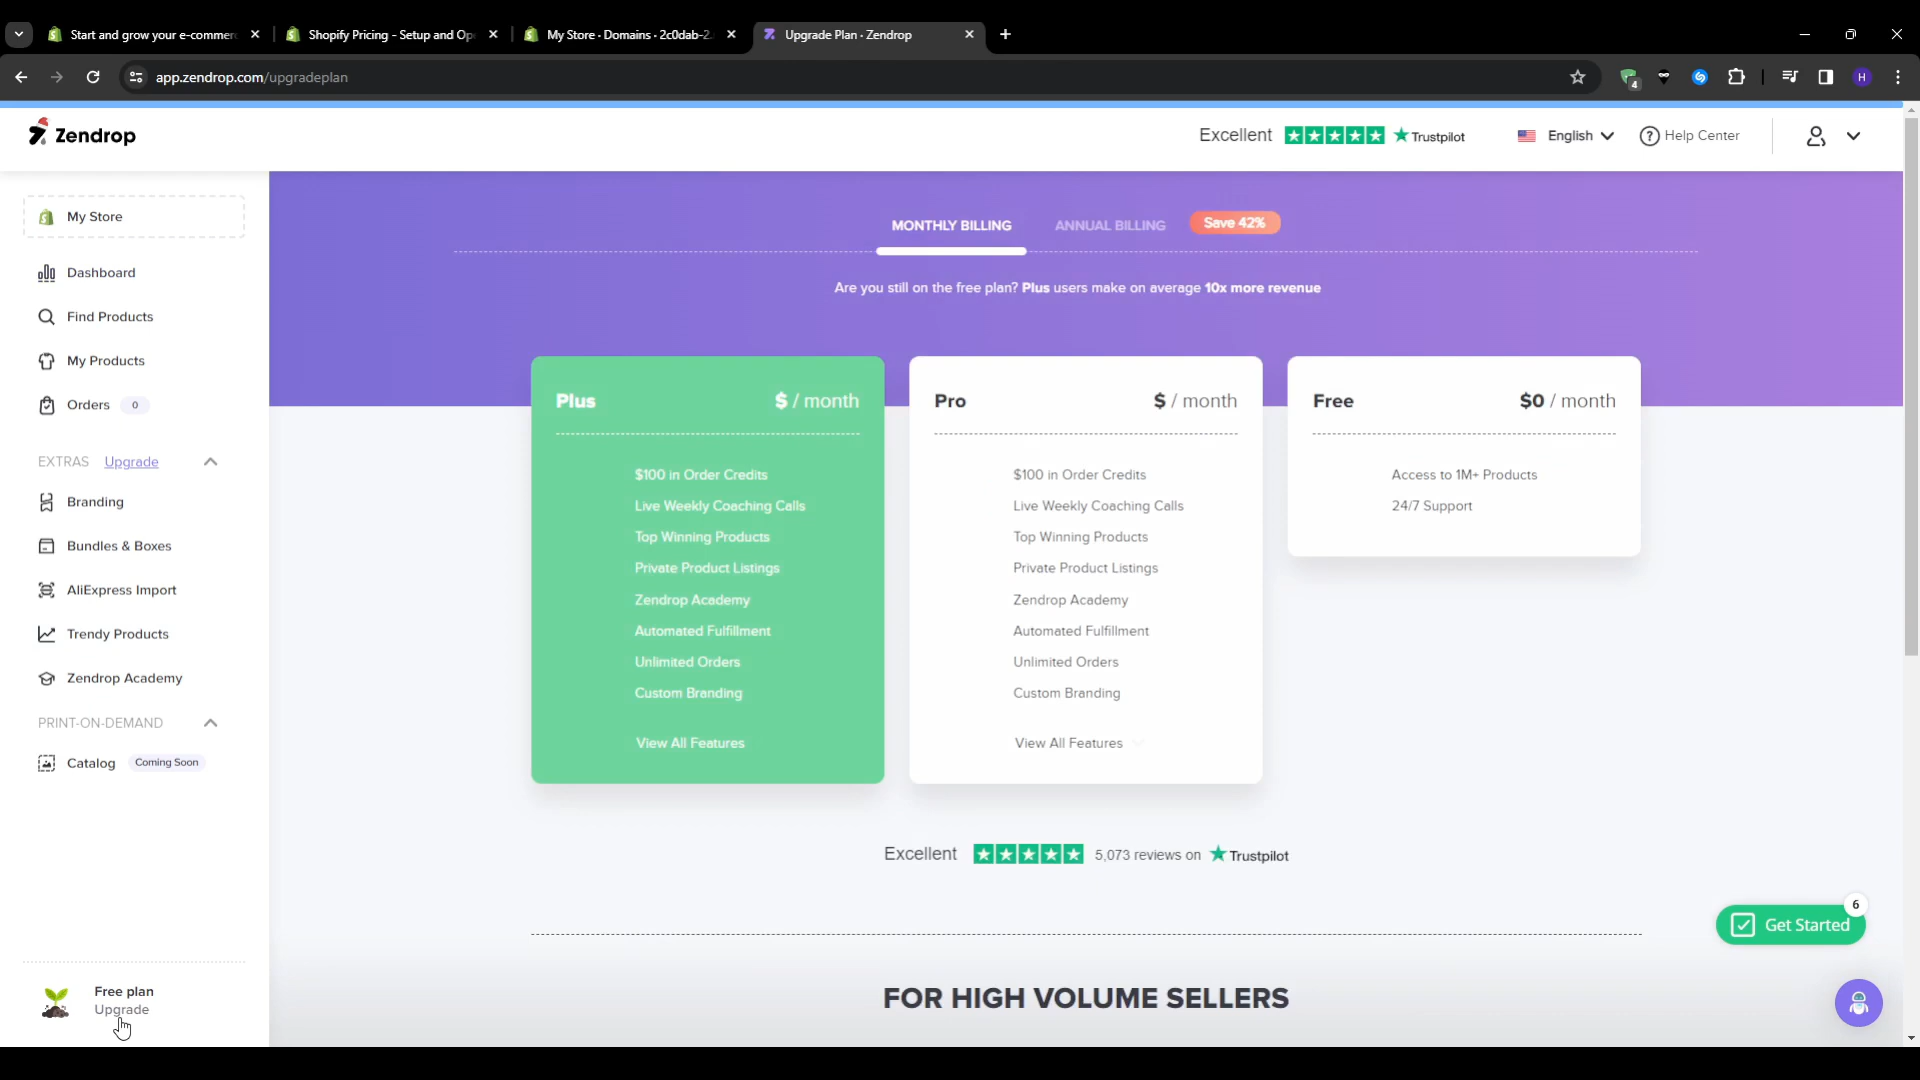 Start and grow your e-commer
Shopify Pricing - Setup and Op
My Store · Domains · 2c0dab-2
Upgrade Plan - Zendrop
app.zendrop.com/upgradeplan
4
H
Zendrop
Excellent
Trustpilot
English
Help Center
My Store
Dashboard
Find Products
My Products
Orders 0
EXTRAS Upgrade
Branding
Bundles & Boxes
AliExpress Import
Trendy Products
Zendrop Academy
PRINT-ON-DEMAND
Catalog Coming Soon
Free plan
Upgrade
MONTHLY BILLING
ANNUAL BILLING
Save 42%
Are you still on the free plan? Plus users make on average 10x more revenue
Plus $ / month
$100 in Order Credits
Live Weekly Coaching Calls
Top Winning Products
Private Product Listings
Zendrop Academy
Automated Fulfillment
Unlimited Orders
Custom Branding
View All Features
Pro $ / month
$100 in Order Credits
Live Weekly Coaching Calls
Top Winning Products
Private Product Listings
Zendrop Academy
Automated Fulfillment
Unlimited Orders
Custom Branding
View All Features
Free $0 / month
Access to 1M+ Products
24/7 Support
Excellent 5,073 reviews on Trustpilot
FOR HIGH VOLUME SELLERS
6
Get Started